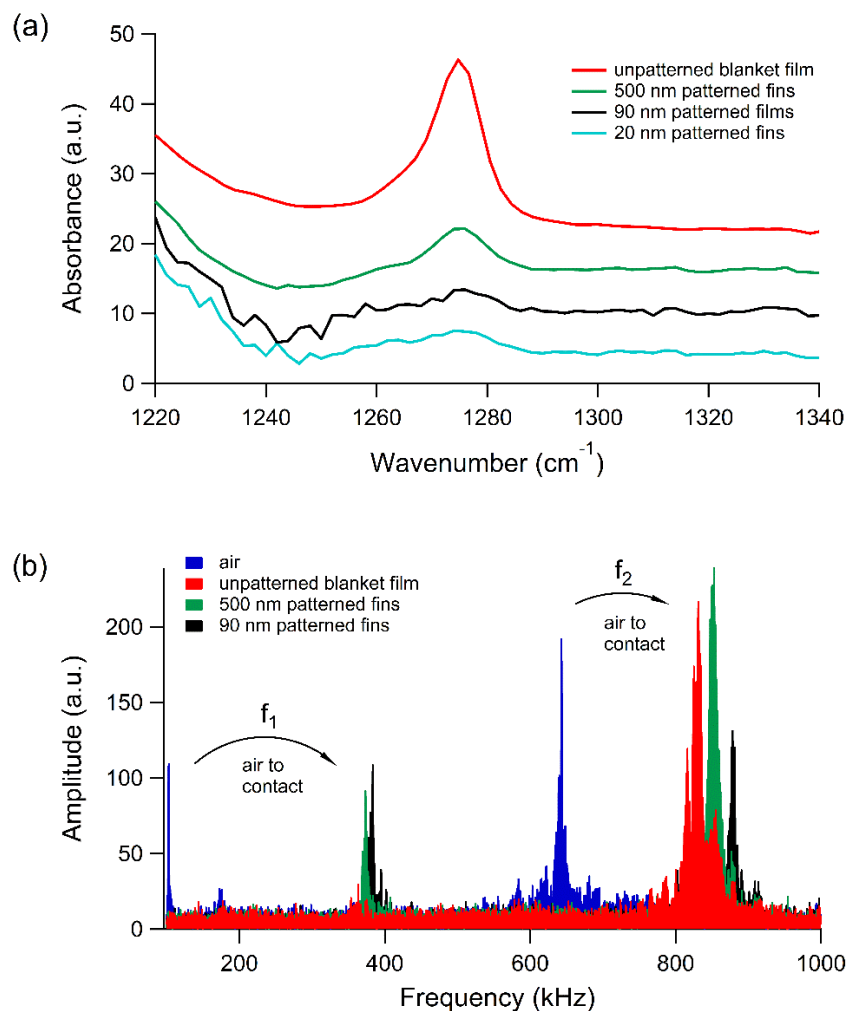 (a)
50
40
30
20
10
0
Absorbance (a.u.)
unpatterned blanket film
500 nm patterned fins
90 nm patterned films
20 nm patterned fins
1220 1240 1260 1280 1300 1320 1340
Wavenumber (cm⁻¹)
(b)
air
unpatterned blanket film
500 nm patterned fins
90 nm patterned fins
f₁
air to
contact
f₂
air to
contact
200
150
100
50
0
Amplitude (a.u.)
200 400 600 800 1000
Frequency (kHz)